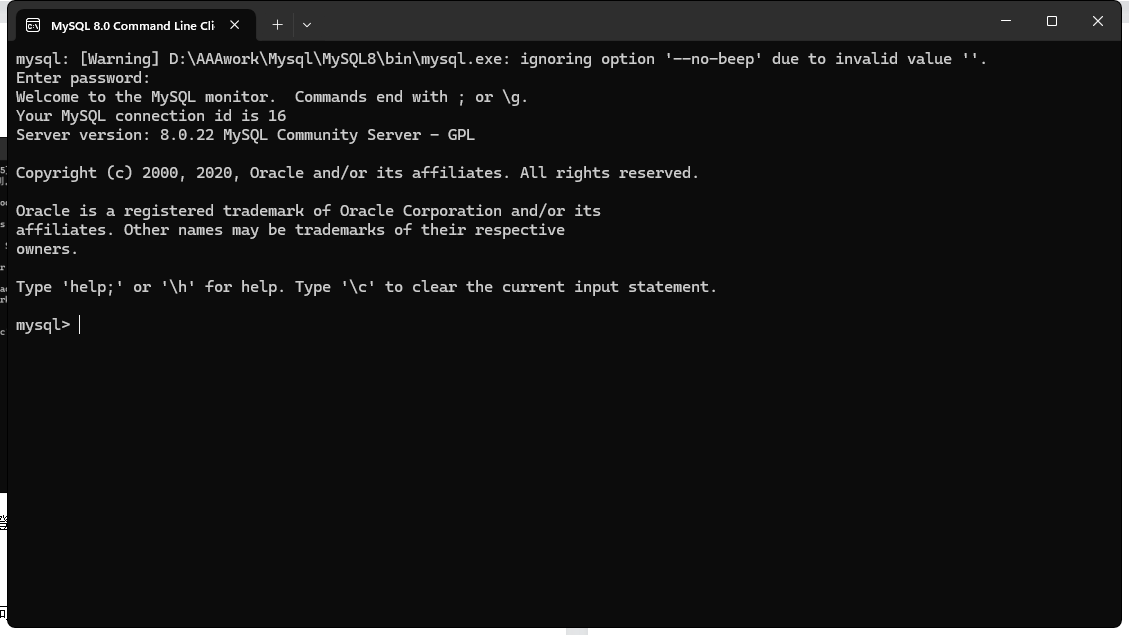 MySQL 8.0 Command Line Cli
mysql: [Warning] D:\AAAwork\Mysql\MySQL8\bin\mysql.exe: ignoring option '--no-beep' due to invalid value ''.
Enter password:
Welcome to the MySQL monitor.  Commands end with ; or \g.
Your MySQL connection id is 16
Server version: 8.0.22 MySQL Community Server - GPL
Copyright (c) 2000, 2020, Oracle and/or its affiliates. All rights reserved.
Oracle is a registered trademark of Oracle Corporation and/or its
affiliates. Other names may be trademarks of their respective
owners.
Type 'help;' or '\h' for help. Type '\c' to clear the current input statement.
mysql>